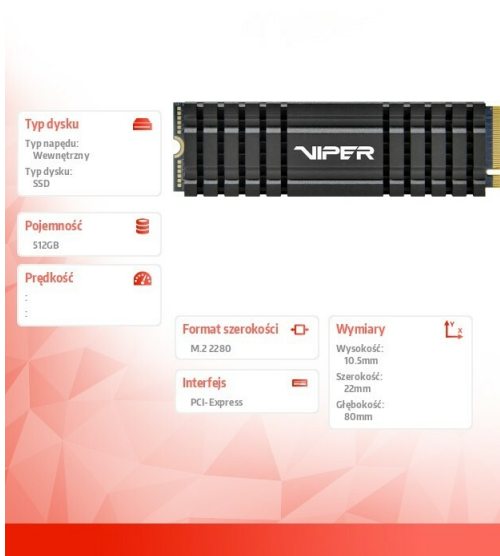 VIPER
Typ dysku
Typ napędu:
Wewnętrzny
Typ dysku:
SSD
Pojemność
512GB
Prędkość
:
:
Format szerokości
M.2 2280
Interfejs
PCI-Express
Wymiary
Y
X
Wysokość:
10.5mm
Szerokość:
22mm
Głębokość:
80mm